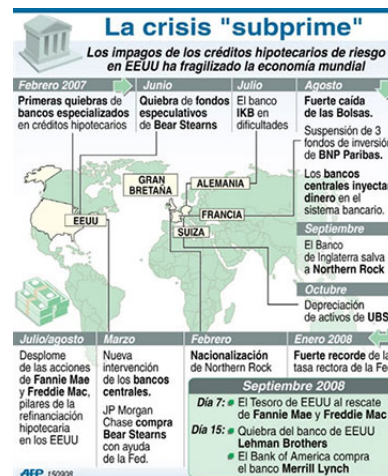 La crisis "subprime"
Los impagos de los créditos hipotecarios de riesgo
en EEUU ha fragilizado la economía mundial
Febrero 2007
Primeras quiebras de
bancos especializados
en créditos hipotecarios
Junio
Quiebra de fondos
especulativos
de Bear Stearns
Julio
El banco
IKB en
dificultades
Agosto
Fuerte caída
de las Bolsas.
Suspensión de 3
fondos de inversión
de BNP Paribas.
Los bancos
centrales inyectan
dinero en el
sistema bancario.
Septiembre
El Banco
de Inglaterra salva
a Northern Rock
Octubre
Depreciación
de activos de UBS
GRAN
BRETAÑA
ALEMANIA
EEUU
FRANCIA
SUIZA
Julio/agosto
Desplome
de las acciones
de Fannie Mae
y Freddie Mac,
pilares de la
refinanciación
hipotecaria
en los EEUU
Marzo
Nueva
intervención
de los bancos
centrales.
JP Morgan
Chase compra
Bear Stearns
con ayuda
de la Fed.
Febrero
Nacionalización
de Northern Rock
Enero 2008
Fuerte recorte de la
tasa rectora de la Fed
Septiembre 2008
Día 7: El Tesoro de EEUU al rescate
de Fannie Mae y Freddie Mac
Día 15: Quiebra del banco de EEUU
Lehman Brothers
El Bank of America compra
el banco Merrill Lynch
AFP 150908